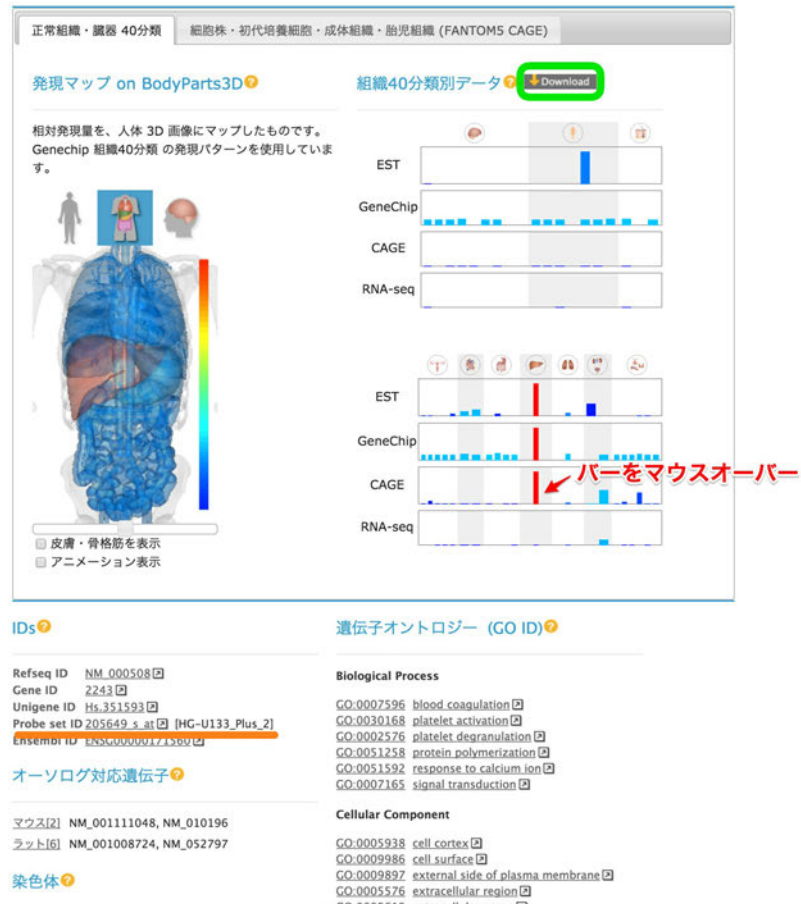 正常組織・臓器 40分類
細胞株・初代培養細胞・成体組織・胎児組織 (FANTOM5 CAGE)
発現マップ on BodyParts3D?
組織40分類別データ?
Download
相対発現量を、人体 3D 画像にマップしたものです。
Genechip 組織40分類 の発現パターンを使用していま
す。
EST
GeneChip
CAGE
RNA-seq
EST
GeneChip
CAGE
RNA-seq
バーをマウスオーバー
皮膚・骨格筋を表示
アニメーション表示
IDs?
Refseq ID NM_000508
Gene ID 2243
Unigene ID Hs.351593
Probe set ID 205649_s_at [HG-U133_Plus_2]
Ensembl ID ENSG00000171560
オーソログ対応遺伝子?
マウス[2] NM_001111048, NM_010196
ラット[6] NM_001008724, NM_052797
染色体?
遺伝子オントロジー (GO ID)?
Biological Process
GO:0007596 blood coagulation
GO:0030168 platelet activation
GO:0002576 platelet degranulation
GO:0051258 protein polymerization
GO:0051592 response to calcium ion
GO:0007165 signal transduction
Cellular Component
GO:0005938 cell cortex
GO:0009986 cell surface
GO:0009897 external side of plasma membrane
GO:0005576 extracellular region